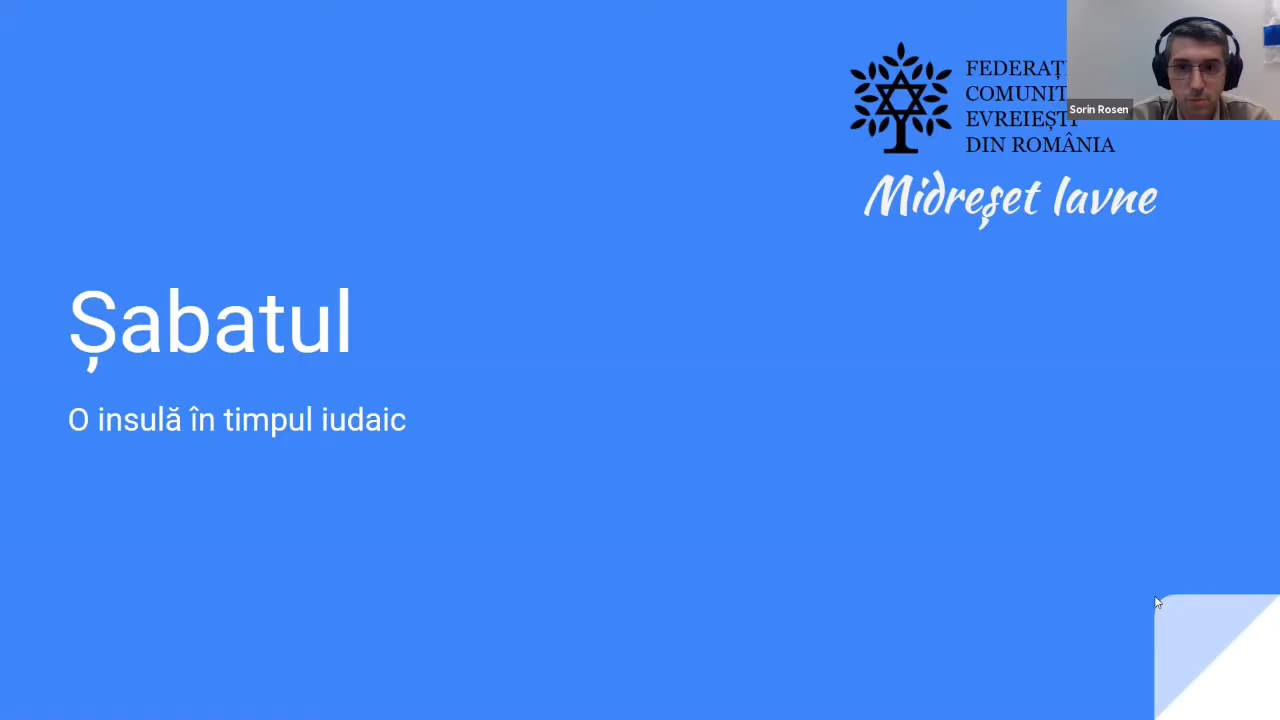 FEDERAȚ
COMUNIT
EVREIEȘTI
DIN ROMÂNIA
Sorin Rosen
Midreșet Iavne
Șabatul
O insulă în timpul iudaic